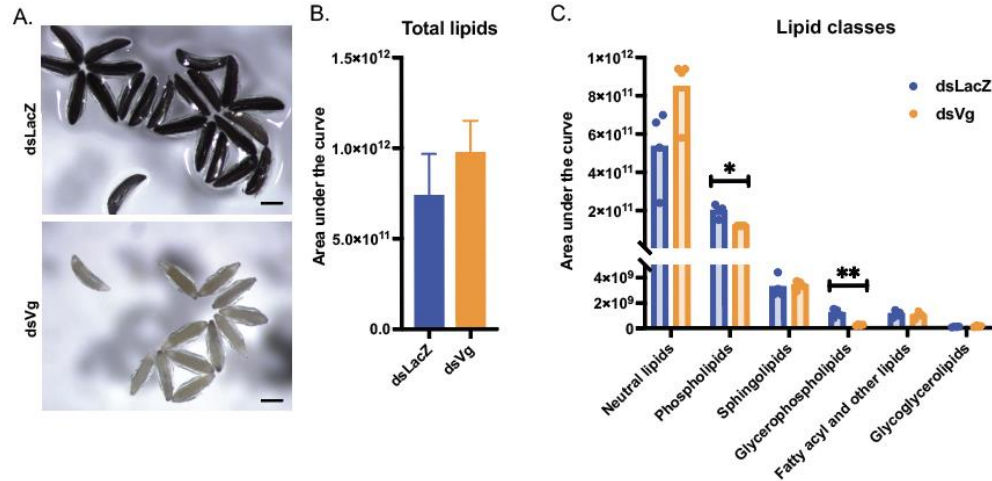 A.
dsLacZ
dsVg
B.
Total lipids
Area under the curve
1.5×10¹²
1.0×10¹²
5.0×10¹¹
0.0
dsLacZ
dsVg
C.
Lipid classes
Area under the curve
1×10¹²
8×10¹¹
6×10¹¹
4×10¹¹
2×10¹¹
4×10⁹
2×10⁹
0
*
**
dsLacZ
dsVg
Neutral lipids
Phospholipids
Sphingolipids
Glycerophospholipids
Fatty acyl and other lipids
Glycoglycerolipids